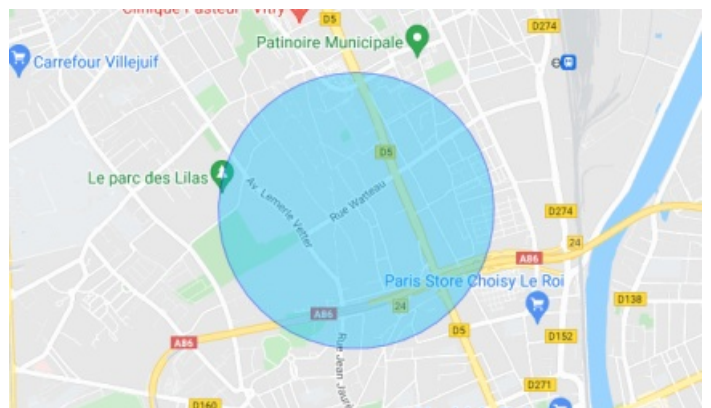 Clinique Pasteur - Vitry
D5
D274
Patinoire Municipale
Carrefour Villejuif
D5
Le parc des Lilas
Av. Lemerle Vetter
Rue Watteau
D274
24
A86
Paris Store Choisy Le Roi
D138
A86
24
D5
D152
A86
Rue Jean Jaurès
D271
D160